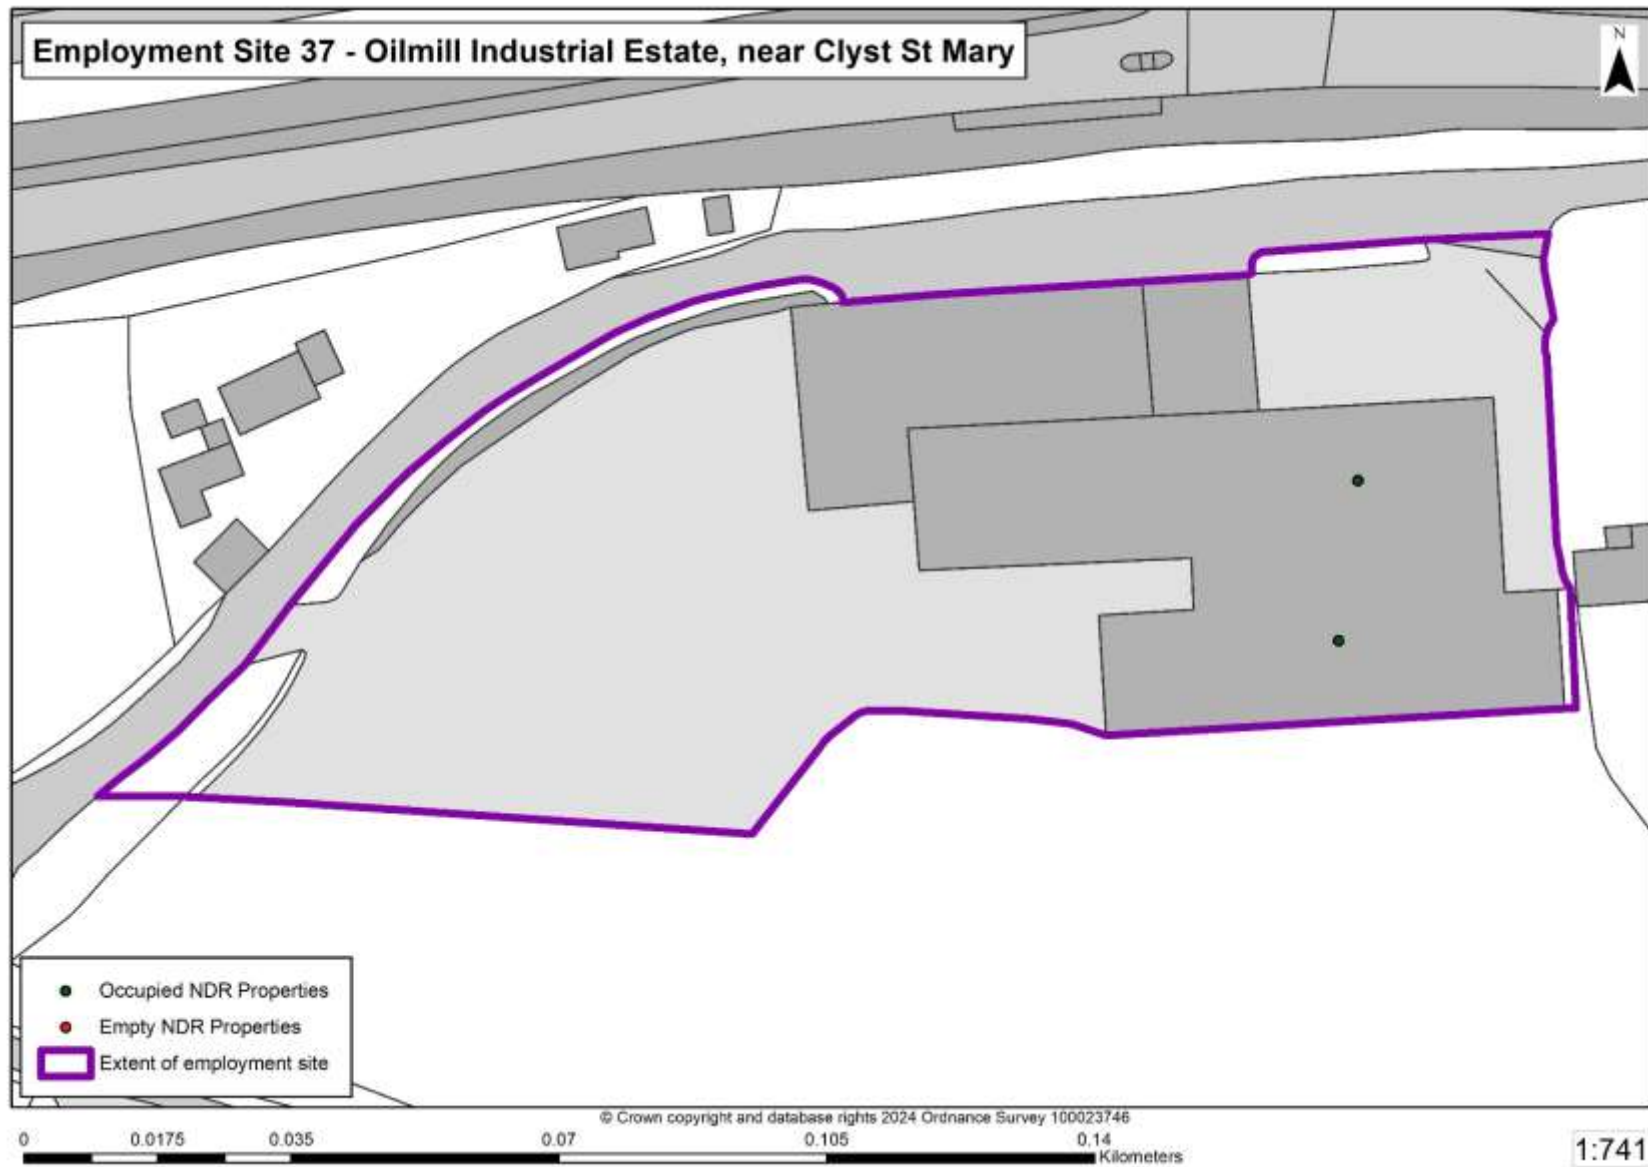 Employment Site 37 - Oilmill Industrial Estate, near Clyst St Mary
N
Occupied NDR Properties
Empty NDR Properties
Extent of employment site
© Crown copyright and database rights 2024 Ordnance Survey 100023746
0 0.0175 0.035 0.07 0.105 0.14
Kilometers
1:741